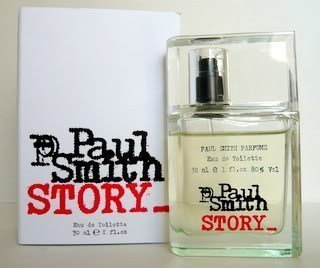 Paul
Smith
STORY_
Eau de Toilette
30 ml ℮ 1 fl.oz
PAUL SMITH PARFUMS
Eau de Toilette
30 ml ℮ 1 fl.oz 80% Vol
Paul
Smith
STORY_